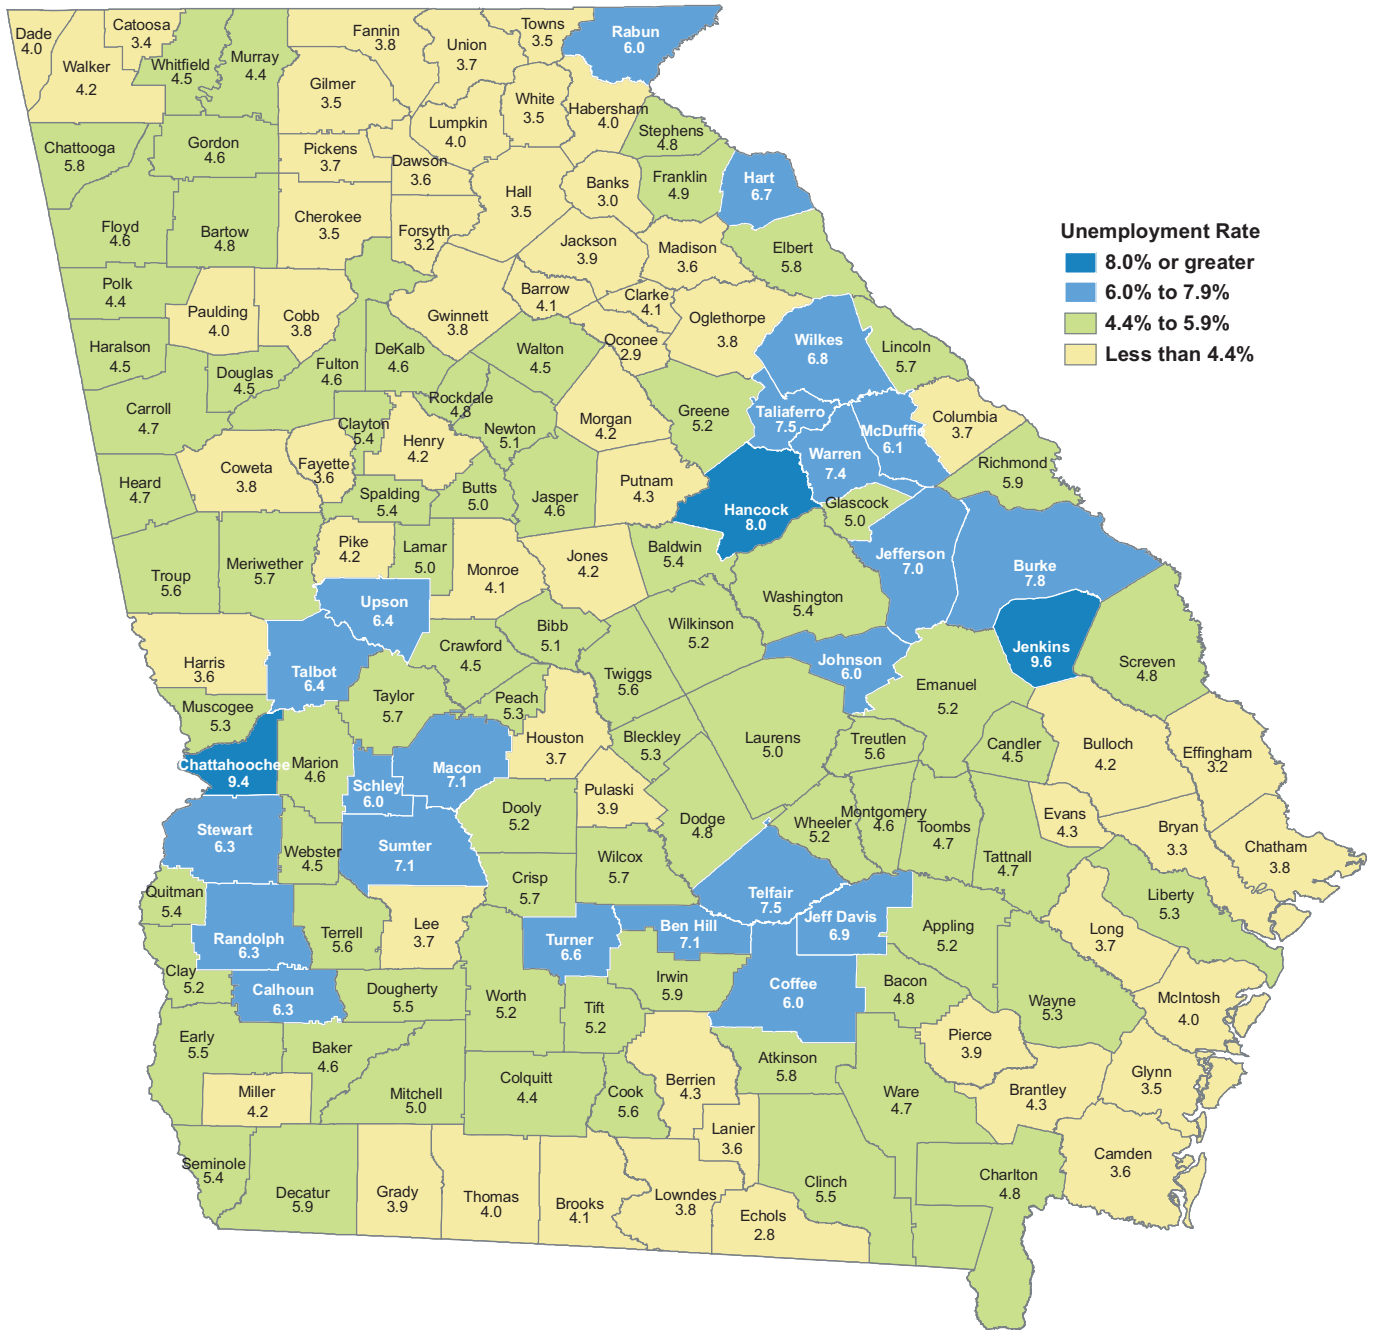 Dade
4.0
Catoosa
3.4
Walker
4.2
Whitfield
4.5
Murray
4.4
Fannin
3.8
Union
3.7
Towns
3.5
Rabun
6.0
Gilmer
3.5
White
3.5
Habersham
4.0
Lumpkin
4.0
Stephens
4.8
Chattooga
5.8
Gordon
4.6
Pickens
3.7
Dawson
3.6
Hall
3.5
Banks
3.0
Franklin
4.9
Hart
6.7
Floyd
4.6
Bartow
4.8
Cherokee
3.5
Forsyth
3.2
Jackson
3.9
Madison
3.6
Elbert
5.8
Unemployment Rate
8.0% or greater
6.0% to 7.9%
4.4% to 5.9%
Less than 4.4%
Polk
4.4
Paulding
4.0
Cobb
3.8
Gwinnett
3.8
Barrow
4.1
Clarke
4.1
Oglethorpe
3.8
Oconee
2.9
Wilkes
6.8
Lincoln
5.7
Haralson
4.5
Douglas
4.5
Fulton
4.6
DeKalb
4.6
Walton
4.5
Rockdale
4.8
Carroll
4.7
Clayton
5.4
Henry
4.2
Newton
5.1
Morgan
4.2
Greene
5.2
Taliaferro
7.5
McDuffie
6.1
Columbia
3.7
Warren
7.4
Richmond
5.9
Heard
4.7
Coweta
3.8
Fayette
3.6
Spalding
5.4
Butts
5.0
Jasper
4.6
Putnam
4.3
Hancock
8.0
Glascock
5.0
Troup
5.6
Meriwether
5.7
Pike
4.2
Lamar
5.0
Monroe
4.1
Jones
4.2
Baldwin
5.4
Jefferson
7.0
Burke
7.8
Washington
5.4
Upson
6.4
Bibb
5.1
Wilkinson
5.2
Jenkins
9.6
Screven
4.8
Harris
3.6
Talbot
6.4
Crawford
4.5
Twiggs
5.6
Johnson
6.0
Emanuel
5.2
Muscogee
5.3
Taylor
5.7
Peach
5.3
Houston
3.7
Bleckley
5.3
Laurens
5.0
Treutlen
5.6
Candler
4.5
Bulloch
4.2
Effingham
3.2
Chattahoochee
9.4
Marion
4.6
Schley
6.0
Macon
7.1
Pulaski
3.9
Dooly
5.2
Dodge
4.8
Wheeler
5.2
Montgomery
4.6
Toombs
4.7
Evans
4.3
Bryan
3.3
Chatham
3.8
Stewart
6.3
Webster
4.5
Sumter
7.1
Wilcox
5.7
Tattnall
4.7
Crisp
5.7
Quitman
5.4
Telfair
7.5
Liberty
5.3
Randolph
6.3
Terrell
5.6
Lee
3.7
Turner
6.6
Ben Hill
7.1
Jeff Davis
6.9
Appling
5.2
Long
3.7
Clay
5.2
Calhoun
6.3
Dougherty
5.5
Worth
5.2
Tift
5.2
Irwin
5.9
Coffee
6.0
Bacon
4.8
Wayne
5.3
McIntosh
4.0
Early
5.5
Baker
4.6
Pierce
3.9
Miller
4.2
Mitchell
5.0
Colquitt
4.4
Cook
5.6
Berrien
4.3
Atkinson
5.8
Ware
4.7
Brantley
4.3
Glynn
3.5
Lanier
3.6
Seminole
5.4
Decatur
5.9
Grady
3.9
Thomas
4.0
Brooks
4.1
Lowndes
3.8
Echols
2.8
Clinch
5.5
Charlton
4.8
Camden
3.6